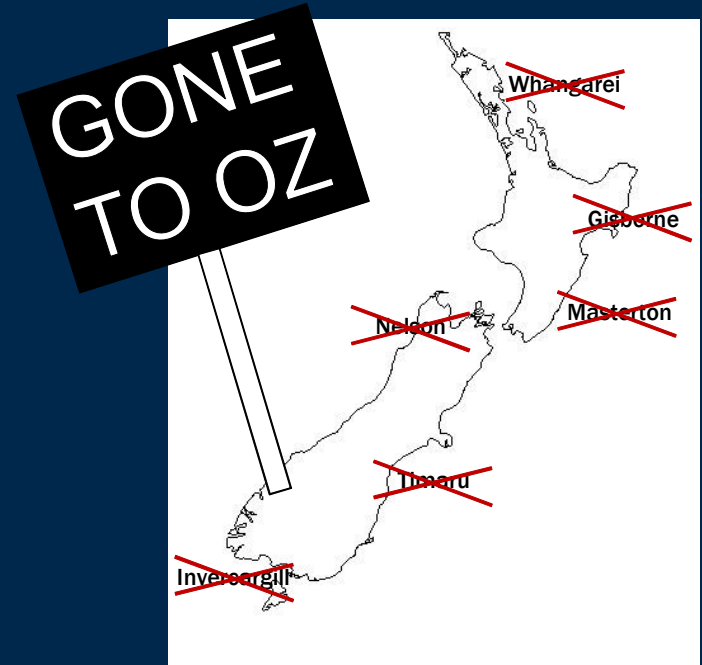 GONE
TO OZ
Whangarei
Gisborne
Masterton
Nelson
Timaru
Invercargill